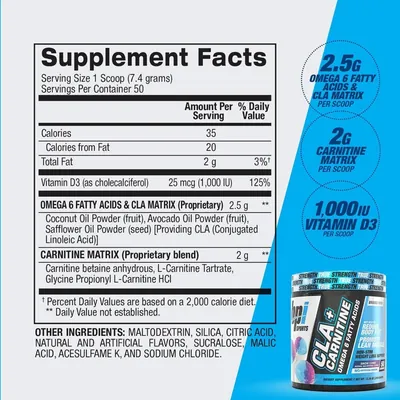 Supplement Facts
Serving Size 1 Scoop (7.4 grams)
Servings Per Container 50
Amount Per Serving
% Daily Value
Calories 35
Calories from Fat 20
Total Fat 2 g 3%†
Vitamin D3 (as cholecalciferol) 25 mcg (1,000 IU) 125%
OMEGA 6 FATTY ACIDS & CLA MATRIX (Proprietary) 2.5 g **
Coconut Oil Powder (fruit), Avocado Oil Powder (fruit),
Safflower Oil Powder (seed) [Providing CLA (Conjugated
Linoleic Acid)]
CARNITINE MATRIX (Proprietary blend) 2 g **
Carnitine betaine anhydrous, L-Carnitine Tartrate,
Glycine Propionyl L-Carnitine HCl
† Percent Daily Values are based on a 2,000 calorie diet.
** Daily Value not established.
OTHER INGREDIENTS: MALTODEXTRIN, SILICA, CITRIC ACID,
NATURAL AND ARTIFICIAL FLAVORS, SUCRALOSE, MALIC
ACID, ACESULFAME K, AND SODIUM CHLORIDE.
2.5G
OMEGA 6 FATTY
ACIDS &
CLA MATRIX
PER SCOOP
2G
CARNITINE
MATRIX
PER SCOOP
1,000IU
VITAMIN D3
PER SCOOP
STRENGTH
SPORTS
CLA +
CARNITINE
OMEGA 6 FATTY ACIDS